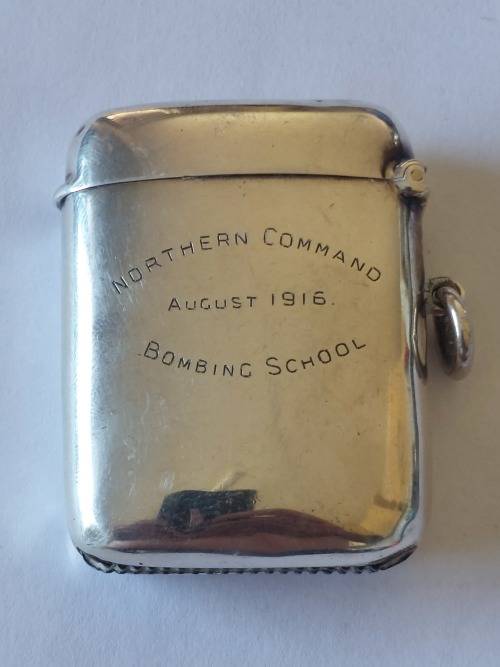 NORTHERN COMMAND
AUGUST 1916.
BOMBING SCHOOL